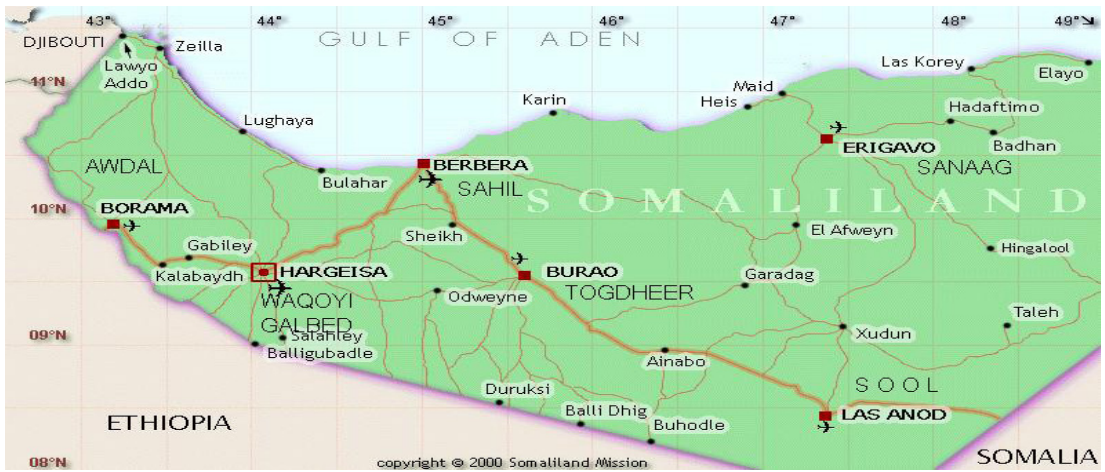 43° 44° 45° 46° 47° 48° 49°
DJIBOUTI
Zeilla
GULF OF ADEN
Lawyo
Addo
Las Korey
Elayo
11°N
Maid
Karin
Heis
Hadaftimo
Lughaya
Badhan
ERIGAVO
AWDAL
BERBERA
SANAAG
Bulahar
SAHIL
SOMALILAND
10°N
BORAMA
Sheikh
El Afweyn
Gabiley
Hingalool
Kalabaydh
HARGEISA
BURAO
Garadag
WAQOYI
GALBED
Odweyne
TOGDHEER
Taleh
09°N
Salahley
Xudun
Balligubadle
Ainabo
SOOL
Duruksi
Balli Dhig
LAS ANOD
ETHIOPIA
Buhodle
08°N
copyright © 2000 Somaliland Mission
SOMALIA